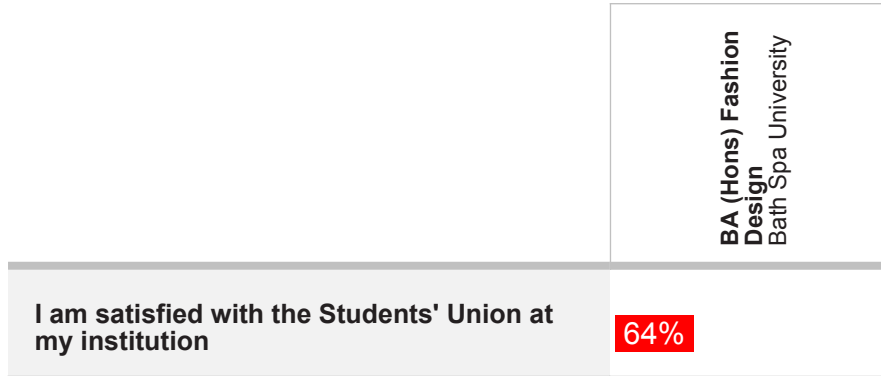 BA (Hons) Fashion
Design
Bath Spa University
I am satisfied with the Students' Union at
my institution
64%